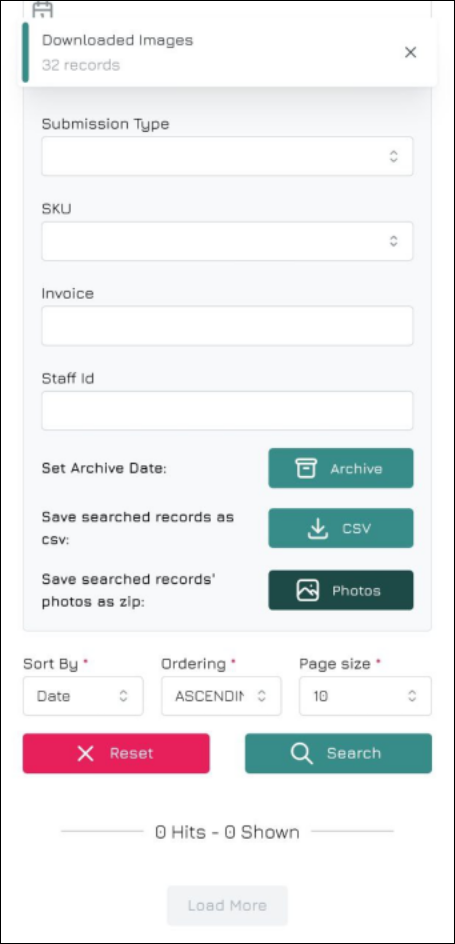 Downloaded Images
32 records
Submission Type
SKU
Invoice
Staff Id
Set Archive Date:
Archive
Save searched records as
csv:
CSV
Save searched records'
photos as zip:
Photos
Sort By *
Ordering *
Page size *
Date
ASCENDIN
10
Reset
Search
0 Hits - 0 Shown
Load More